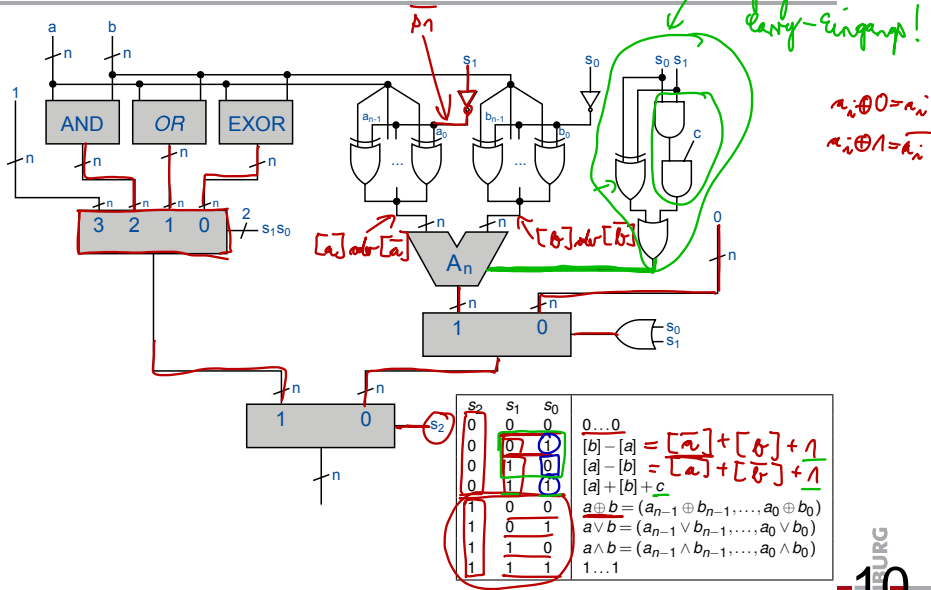 Carry-Eingangs!
s̅1̅
a b
n n
s₁ s₀ s₀ s₁
1
AND OR EXOR
n
aₙ₋₁ a₀ bₙ₋₁ b₀
... ...
c
aᵢ⊕0=aᵢ
aᵢ⊕1=a̅ᵢ
n n n
n n n n
3 2 1 0
2
s₁s₀
[a] oder [a̅]
n n
[b] oder [b̅]
0
n
Aₙ
n n
1 0
s₀
s₁
n n
1 0
s₂
n
s₂ s₁ s₀
0 0 0 0…0
0 0 1 [b]−[a] = [a̅]+[b]+1
0 1 0 [a]−[b] = [a]+[b̅]+1
0 1 1 [a]+[b]+c
1 0 0 a⊕b=(aₙ₋₁⊕bₙ₋₁,…,a₀⊕b₀)
1 0 1 a∨b=(aₙ₋₁∨bₙ₋₁,…,a₀∨b₀)
1 1 0 a∧b=(aₙ₋₁∧bₙ₋₁,…,a₀∧b₀)
1 1 1 1…1
BURG
10